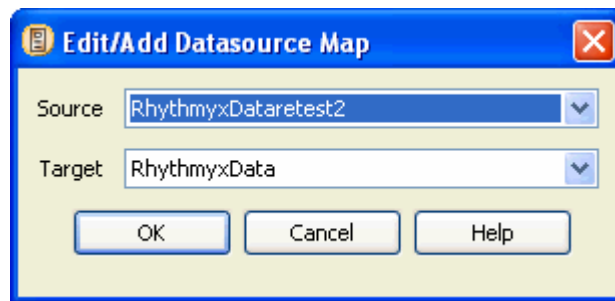 Edit/Add Datasource Map
Source RhythmyxDataretest2
Target RhythmyxData
OK Cancel Help